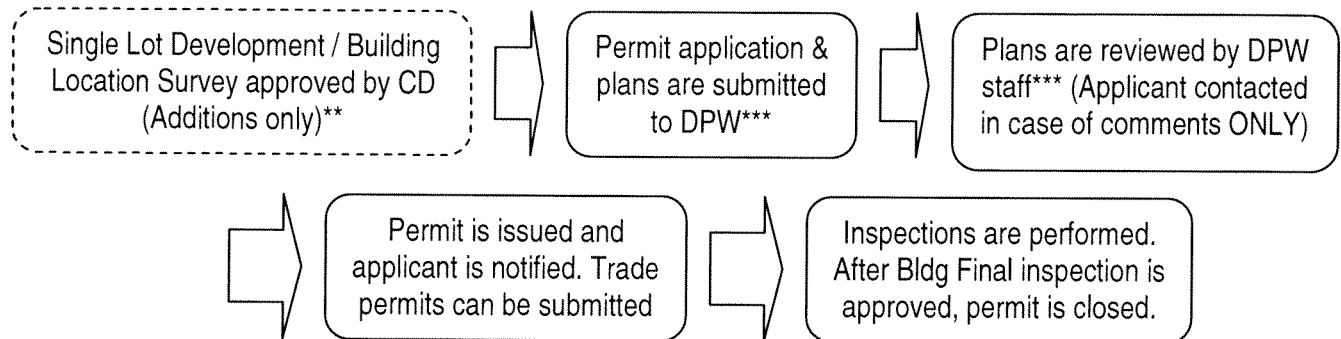 Single Lot Development / Building
Location Survey approved by CD
(Additions only)**
Permit application &
plans are submitted
to DPW***
Plans are reviewed by DPW
staff*** (Applicant contacted
in case of comments ONLY)
Permit is issued and
applicant is notified. Trade
permits can be submitted
Inspections are performed.
After Bldg Final inspection is
approved, permit is closed.